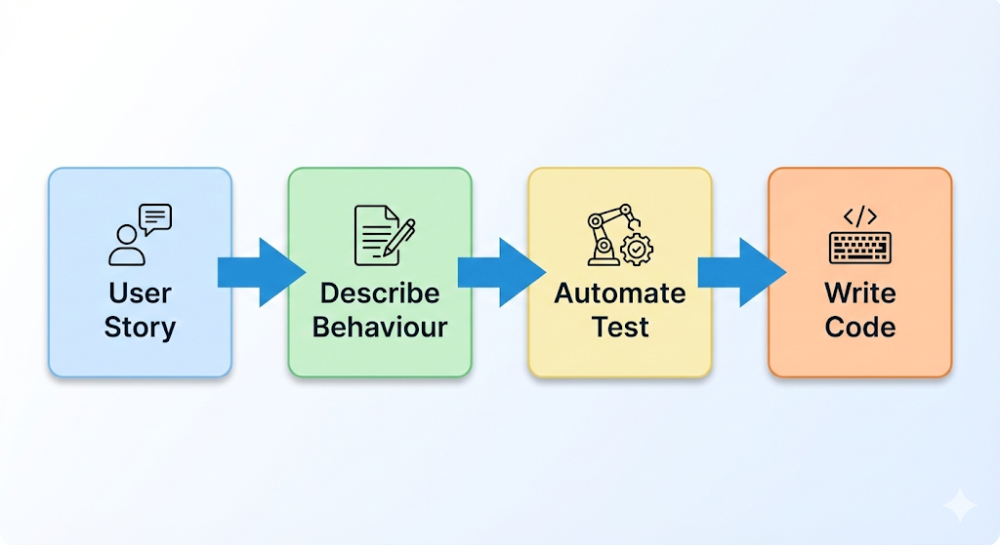 User
Story
Describe
Behaviour
Automate
Test
</>
Write
Code